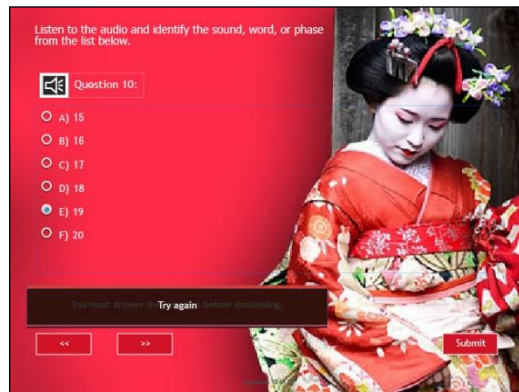 Listen to the audio and identify the sound, word, or phase
from the list below.
Question 10:
A) 15
B) 16
C) 17
D) 18
E) 19
F) 20
You must answer th Try again before continuing.
<< >> Submit